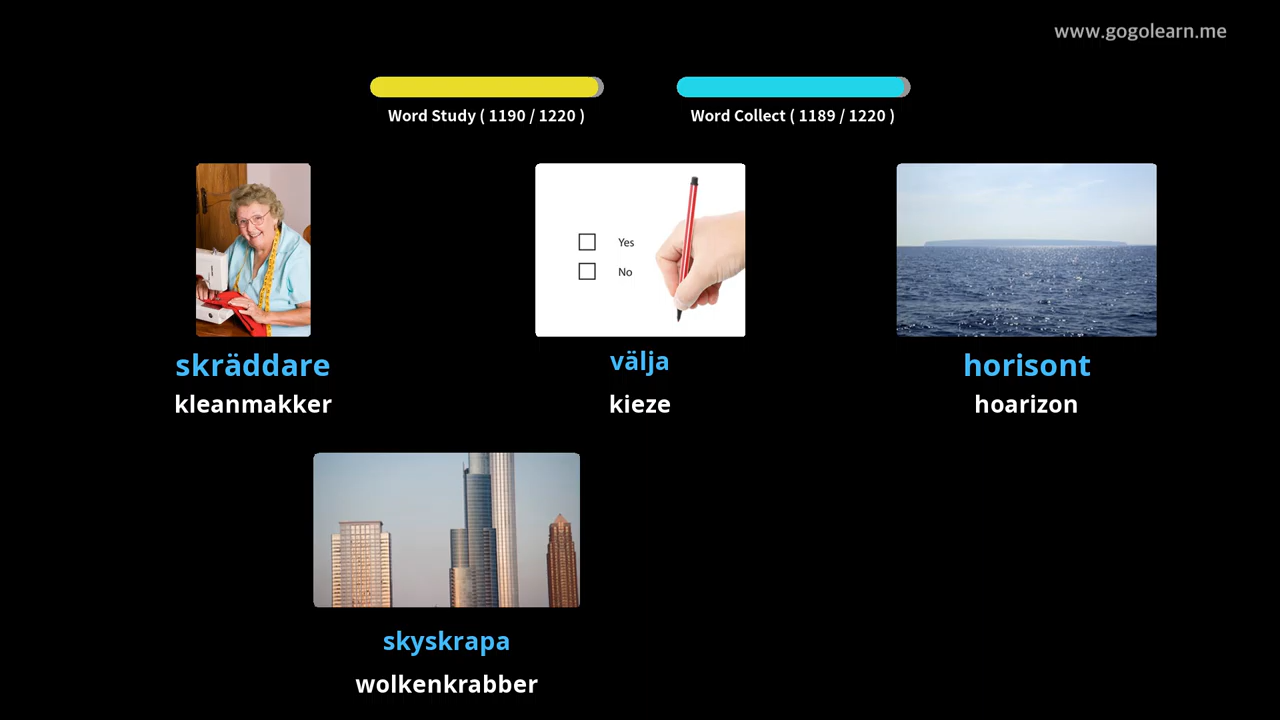 www.gogolearn.me
Word Study ( 1190 / 1220 )
Word Collect ( 1189 / 1220 )
Yes
No
skräddare
kleanmakker
välja
kieze
horisont
hoarizon
skyskrapa
wolkenkrabber